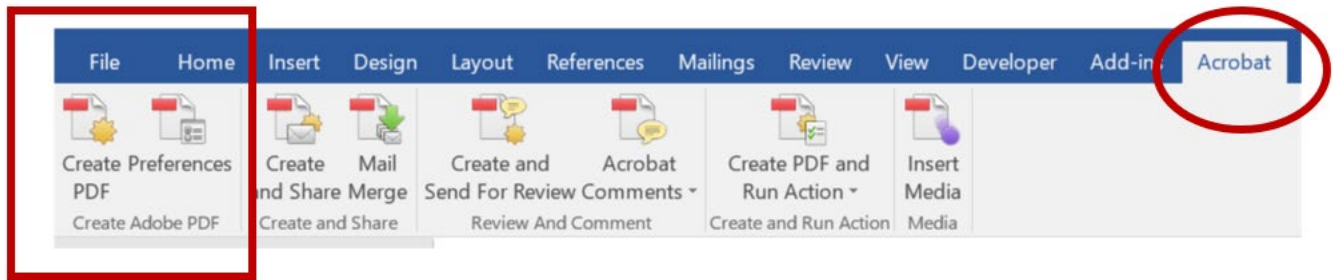 File Home Insert Design Layout References Mailings Review View Developer Add-ins Acrobat
Create Preferences Create Mail Create and Acrobat Create PDF and Insert
PDF nd Share Merge Send For Review Comments Run Action Media
Create Adobe PDF Create and Share Review And Comment Create and Run Action Media